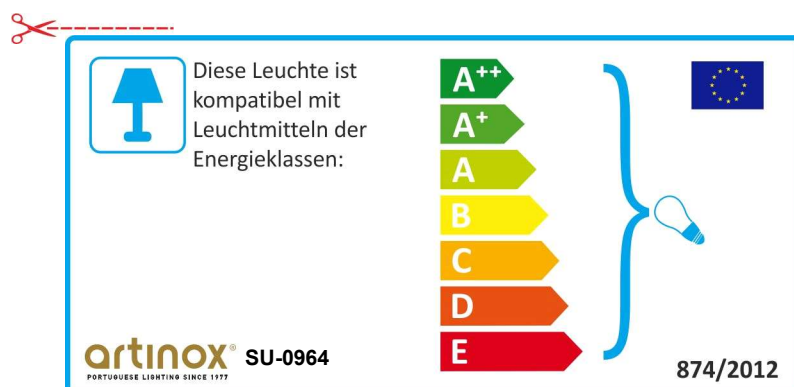 Diese Leuchte ist
kompatibel mit
Leuchtmitteln der
Energieklassen:
A++
A+
A
B
C
D
E
artinox® SU-0964
PORTUGUESE LIGHTING SINCE 1977
874/2012